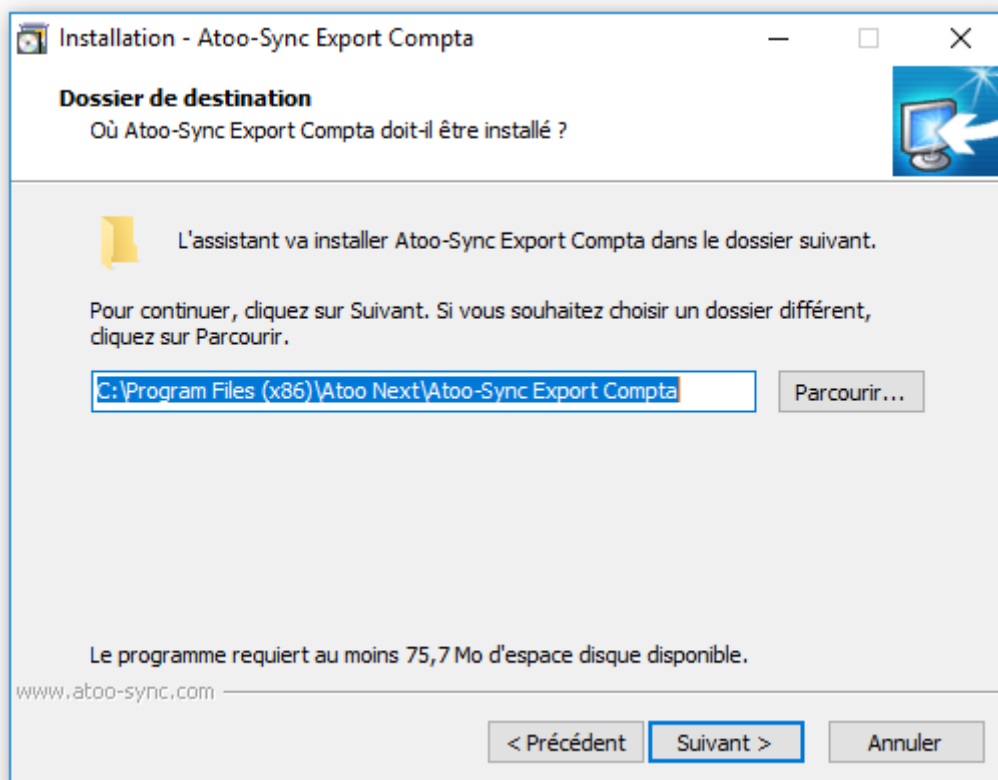 Installation - Atoo-Sync Export Compta
Dossier de destination
Où Atoo-Sync Export Compta doit-il être installé ?
L'assistant va installer Atoo-Sync Export Compta dans le dossier suivant.
Pour continuer, cliquez sur Suivant. Si vous souhaitez choisir un dossier différent,
cliquez sur Parcourir.
C:\Program Files (x86)\Atoo Next\Atoo-Sync Export Compta
Parcourir...
Le programme requiert au moins 75,7 Mo d'espace disque disponible.
www.atoo-sync.com
< Précédent
Suivant >
Annuler